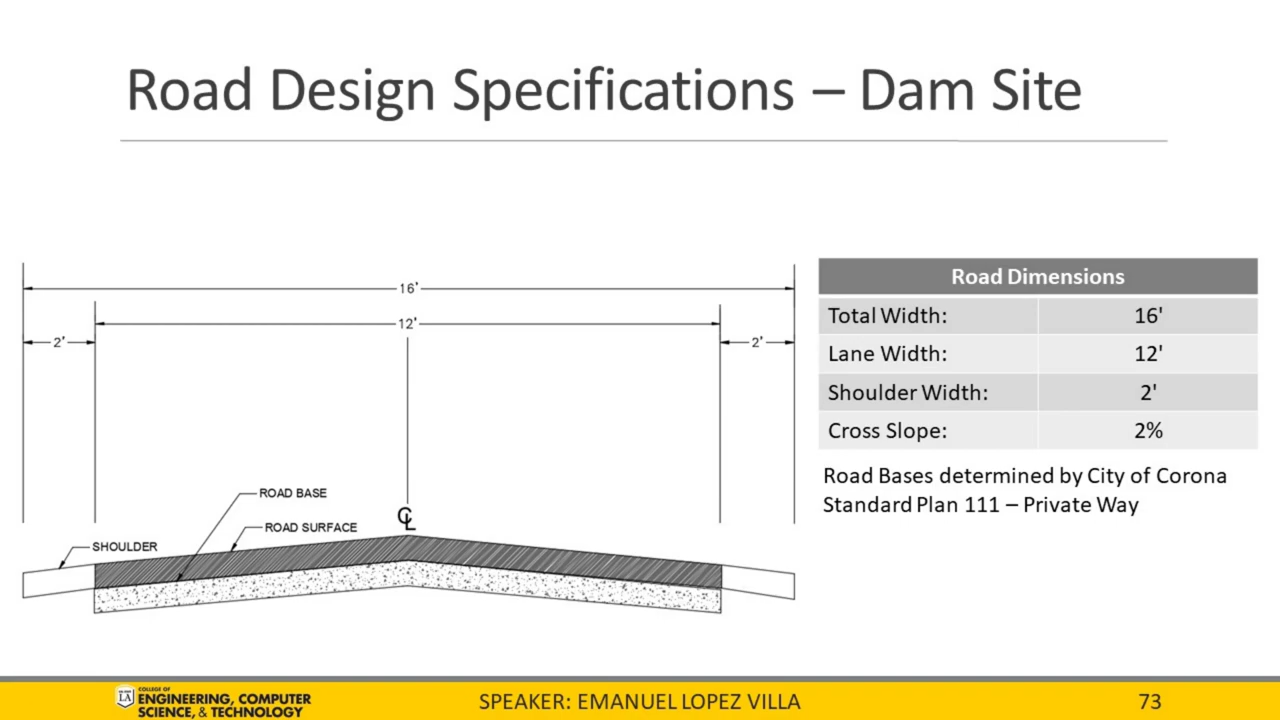 Road Design Specifications – Dam Site
16'
12'
2'
2'
ROAD BASE
ROAD SURFACE
SHOULDER
CL
Road Dimensions
Total Width: 16'
Lane Width: 12'
Shoulder Width: 2'
Cross Slope: 2%
Road Bases determined by City of Corona
Standard Plan 111 – Private Way
LA
COLLEGE OF
ENGINEERING, COMPUTER
SCIENCE, & TECHNOLOGY
SPEAKER: EMANUEL LOPEZ VILLA
73